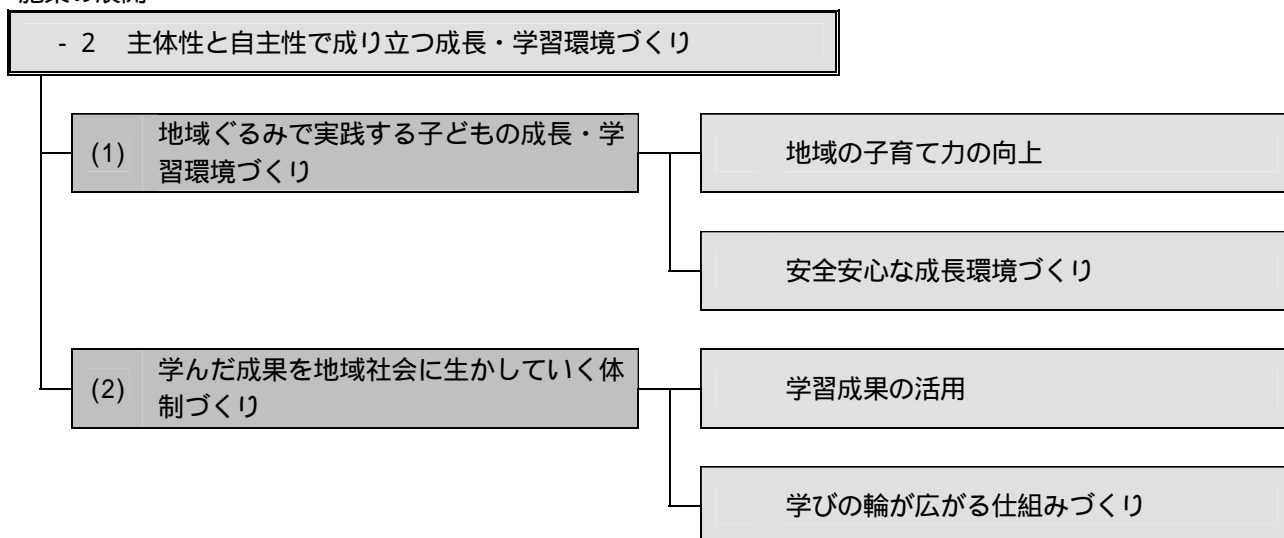 施策の展開
- 2 主体性と自主性で成り立つ成長・学習環境づくり
(1) 地域ぐるみで実践する子どもの成長・学
習環境づくり
地域の子育て力の向上
安全安心な成長環境づくり
(2) 学んだ成果を地域社会に生かしていく体
制づくり
学習成果の活用
学びの輪が広がる仕組みづくり